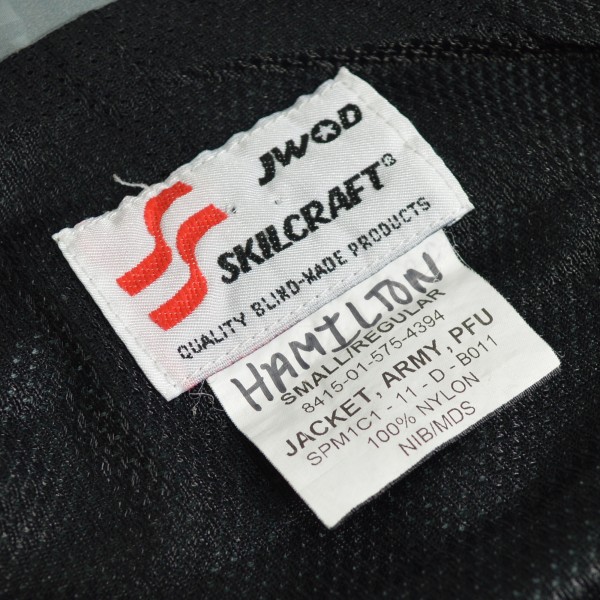 JWOD
SKILCRAFT®
QUALITY BLIND-MADE PRODUCTS
HAMILTON
SMALL/REGULAR
8415-01-575-4394
JACKET, ARMY, PFU
SPM1C1 - 11 - D - B011
100% NYLON
NIB/MDS